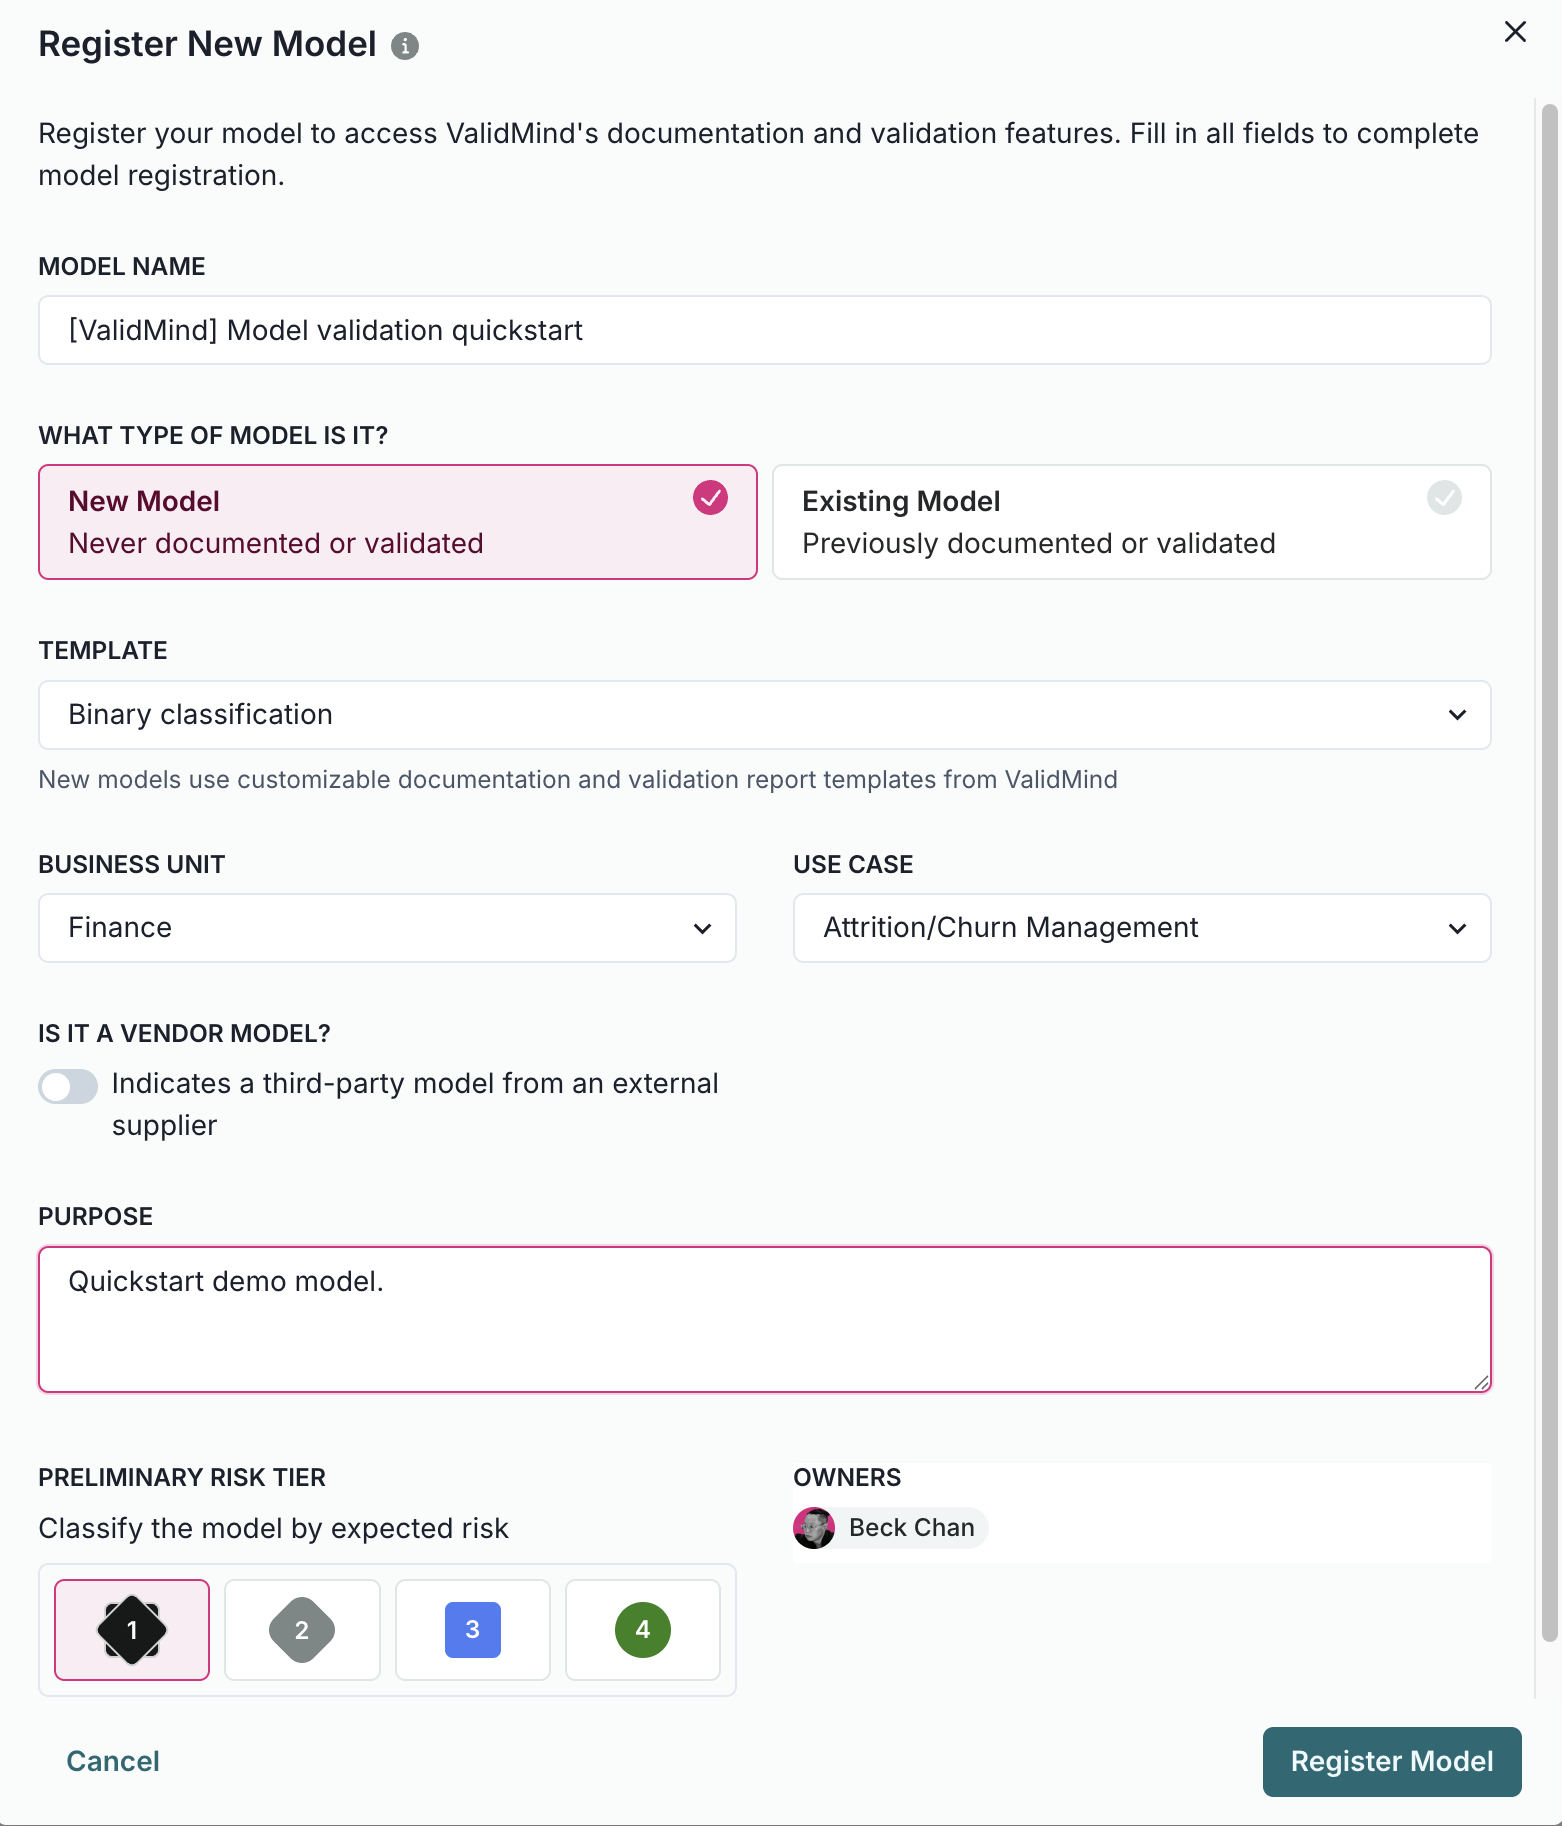 Register New Model
Register your model to access ValidMind's documentation and validation features. Fill in all fields to complete
model registration.
MODEL NAME
[ValidMind] Model validation quickstart
WHAT TYPE OF MODEL IS IT?
New Model
Never documented or validated
Existing Model
Previously documented or validated
TEMPLATE
Binary classification
New models use customizable documentation and validation report templates from ValidMind
BUSINESS UNIT
Finance
USE CASE
Attrition/Churn Management
IS IT A VENDOR MODEL?
Indicates a third-party model from an external
supplier
PURPOSE
Quickstart demo model.
PRELIMINARY RISK TIER
Classify the model by expected risk
1 2 3 4
OWNERS
Beck Chan
Cancel
Register Model